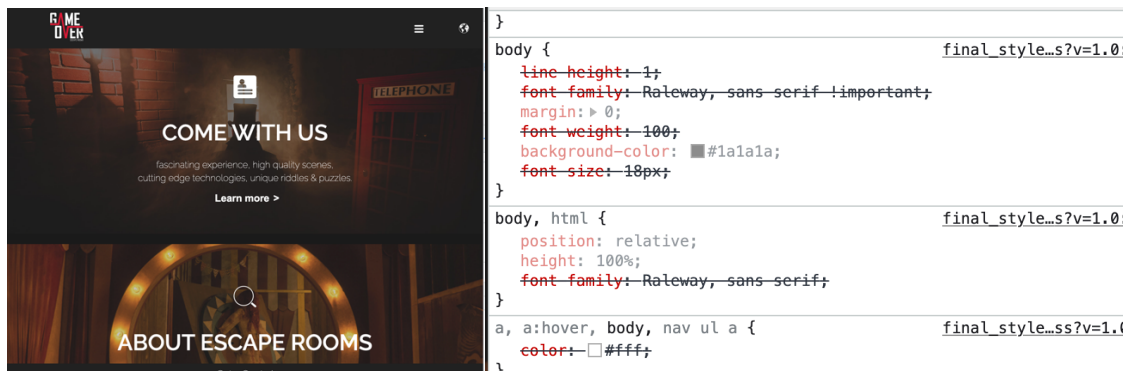 GAME
OVER
TELEPHONE
COME WITH US
fascinating experience, high quality scenes,
cutting edge technologies, unique riddles & puzzles.
Learn more >
ABOUT ESCAPE ROOMS
}
body {
final_style…s?v=1.0:
line-height: 1;
font-family: Raleway, sans-serif !important;
margin: 0;
font-weight: 100;
background-color: #1a1a1a;
font-size: 18px;
}
body, html {
final_style…s?v=1.0:
position: relative;
height: 100%;
font-family: Raleway, sans-serif;
}
a, a:hover, body, nav ul a {
final_style…ss?v=1.0
color: #fff;
}